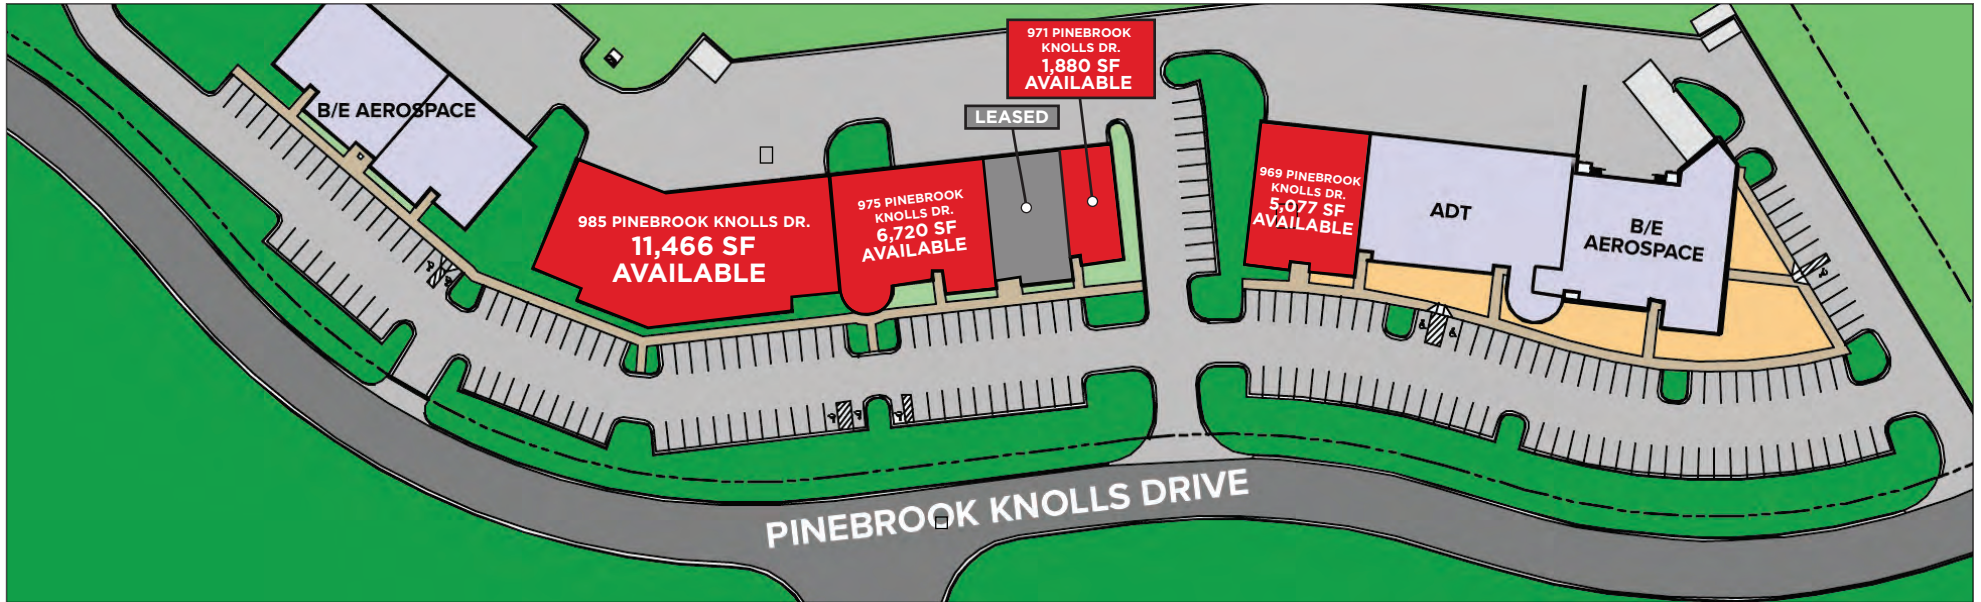 B/E AEROSPACE
985 PINEBROOK KNOLLS DR.
11,466 SF
AVAILABLE
975 PINEBROOK
KNOLLS DR.
6,720 SF
AVAILABLE
LEASED
971 PINEBROOK
KNOLLS DR.
1,880 SF
AVAILABLE
969 PINEBROOK
KNOLLS DR.
5,077 SF
AVAILABLE
ADT
B/E
AEROSPACE
PINEBROOK KNOLLS DRIVE